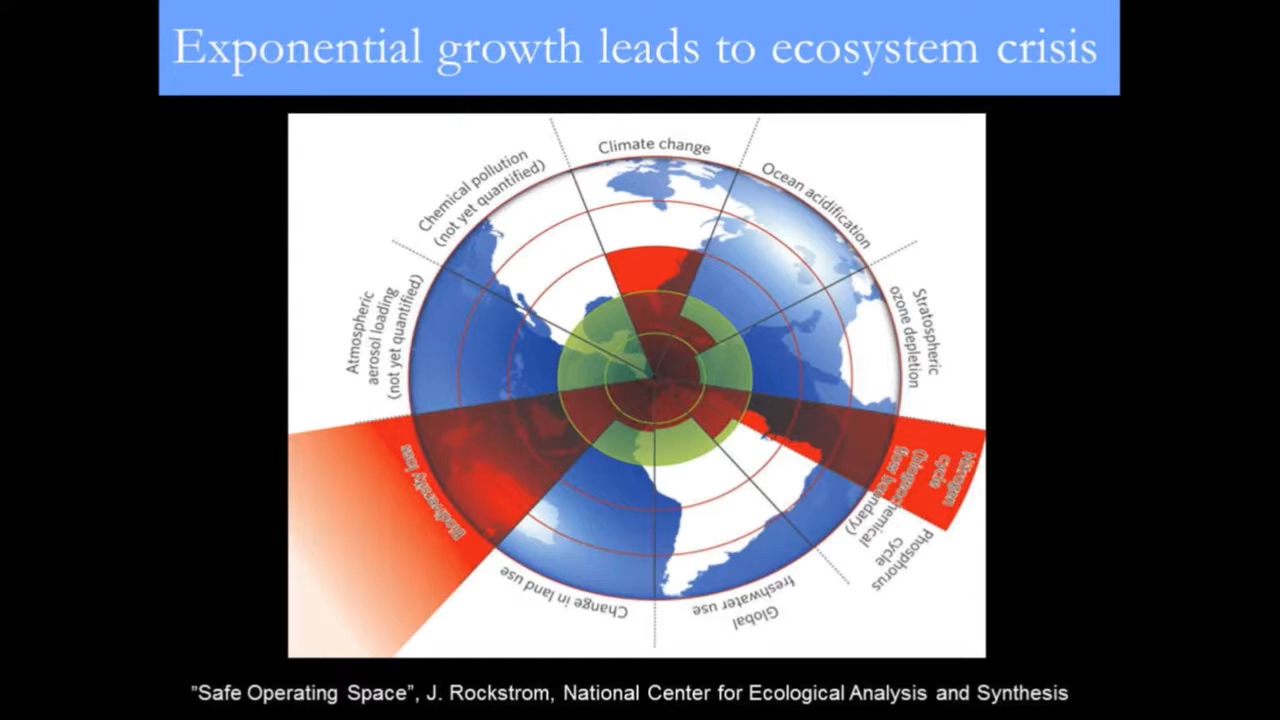 Exponential growth leads to ecosystem crisis
Climate change
Ocean acidification
Stratospheric
ozone depletion
Nitrogen
cycle
(biogeochemical
flow boundary)
Phosphorus
cycle
Global
freshwater use
Change in land use
Biodiversity loss
Atmospheric
aerosol loading
(not yet quantified)
Chemical pollution
(not yet quantified)
”Safe Operating Space”, J. Rockstrom, National Center for Ecological Analysis and Synthesis